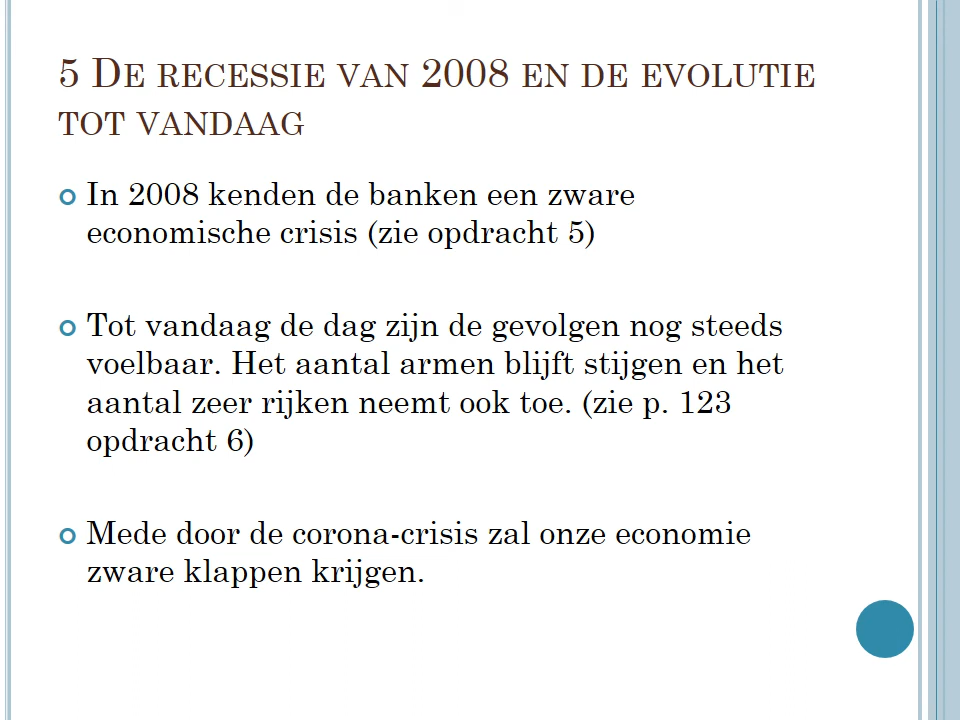 5 De recessie van 2008 en de evolutie
tot vandaag
In 2008 kenden de banken een zware
economische crisis (zie opdracht 5)
Tot vandaag de dag zijn de gevolgen nog steeds
voelbaar. Het aantal armen blijft stijgen en het
aantal zeer rijken neemt ook toe. (zie p. 123
opdracht 6)
Mede door de corona-crisis zal onze economie
zware klappen krijgen.